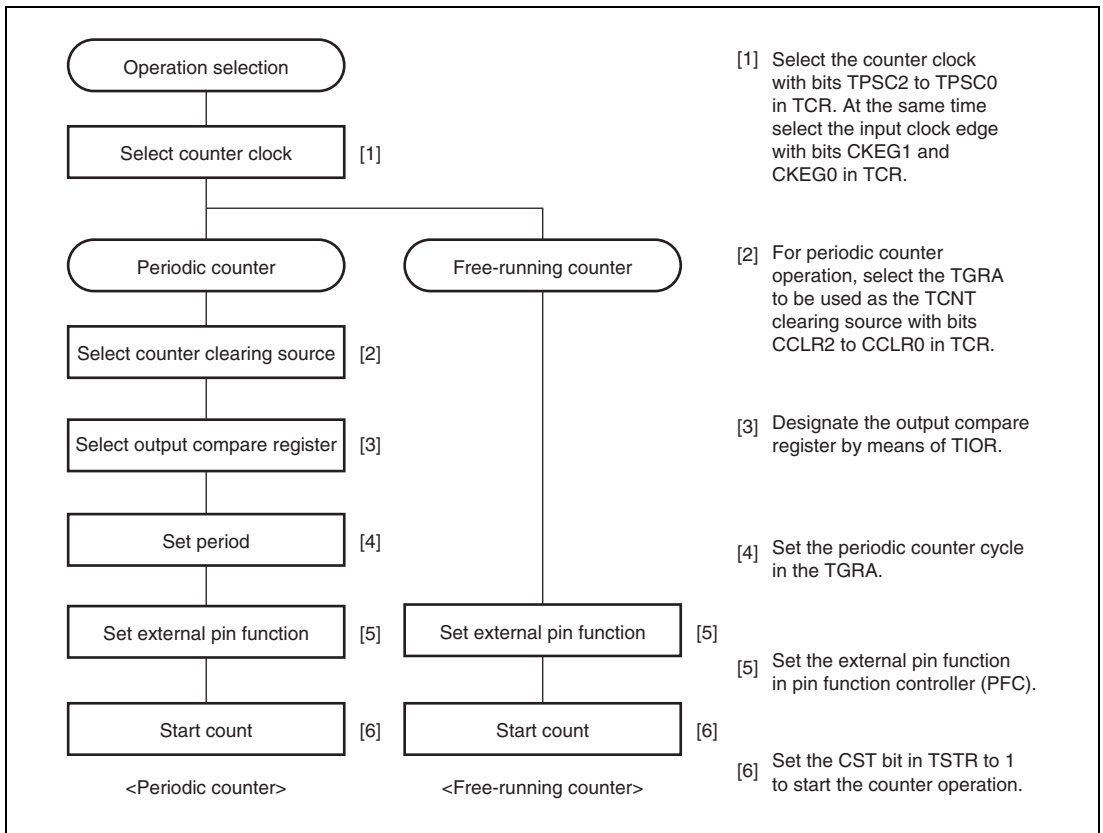 Operation selection
Select counter clock
[1]
Periodic counter
Free-running counter
Select counter clearing source
[2]
Select output compare register
[3]
Set period
[4]
Set external pin function
[5]
Set external pin function
[5]
Start count
[6]
Start count
[6]
<Periodic counter>
<Free-running counter>
[1] Select the counter clock
with bits TPSC2 to TPSC0
in TCR. At the same time
select the input clock edge
with bits CKEG1 and
CKEG0 in TCR.
[2] For periodic counter
operation, select the TGRA
to be used as the TCNT
clearing source with bits
CCLR2 to CCLR0 in TCR.
[3] Designate the output compare
register by means of TIOR.
[4] Set the periodic counter cycle
in the TGRA.
[5] Set the external pin function
in pin function controller (PFC).
[6] Set the CST bit in TSTR to 1
to start the counter operation.